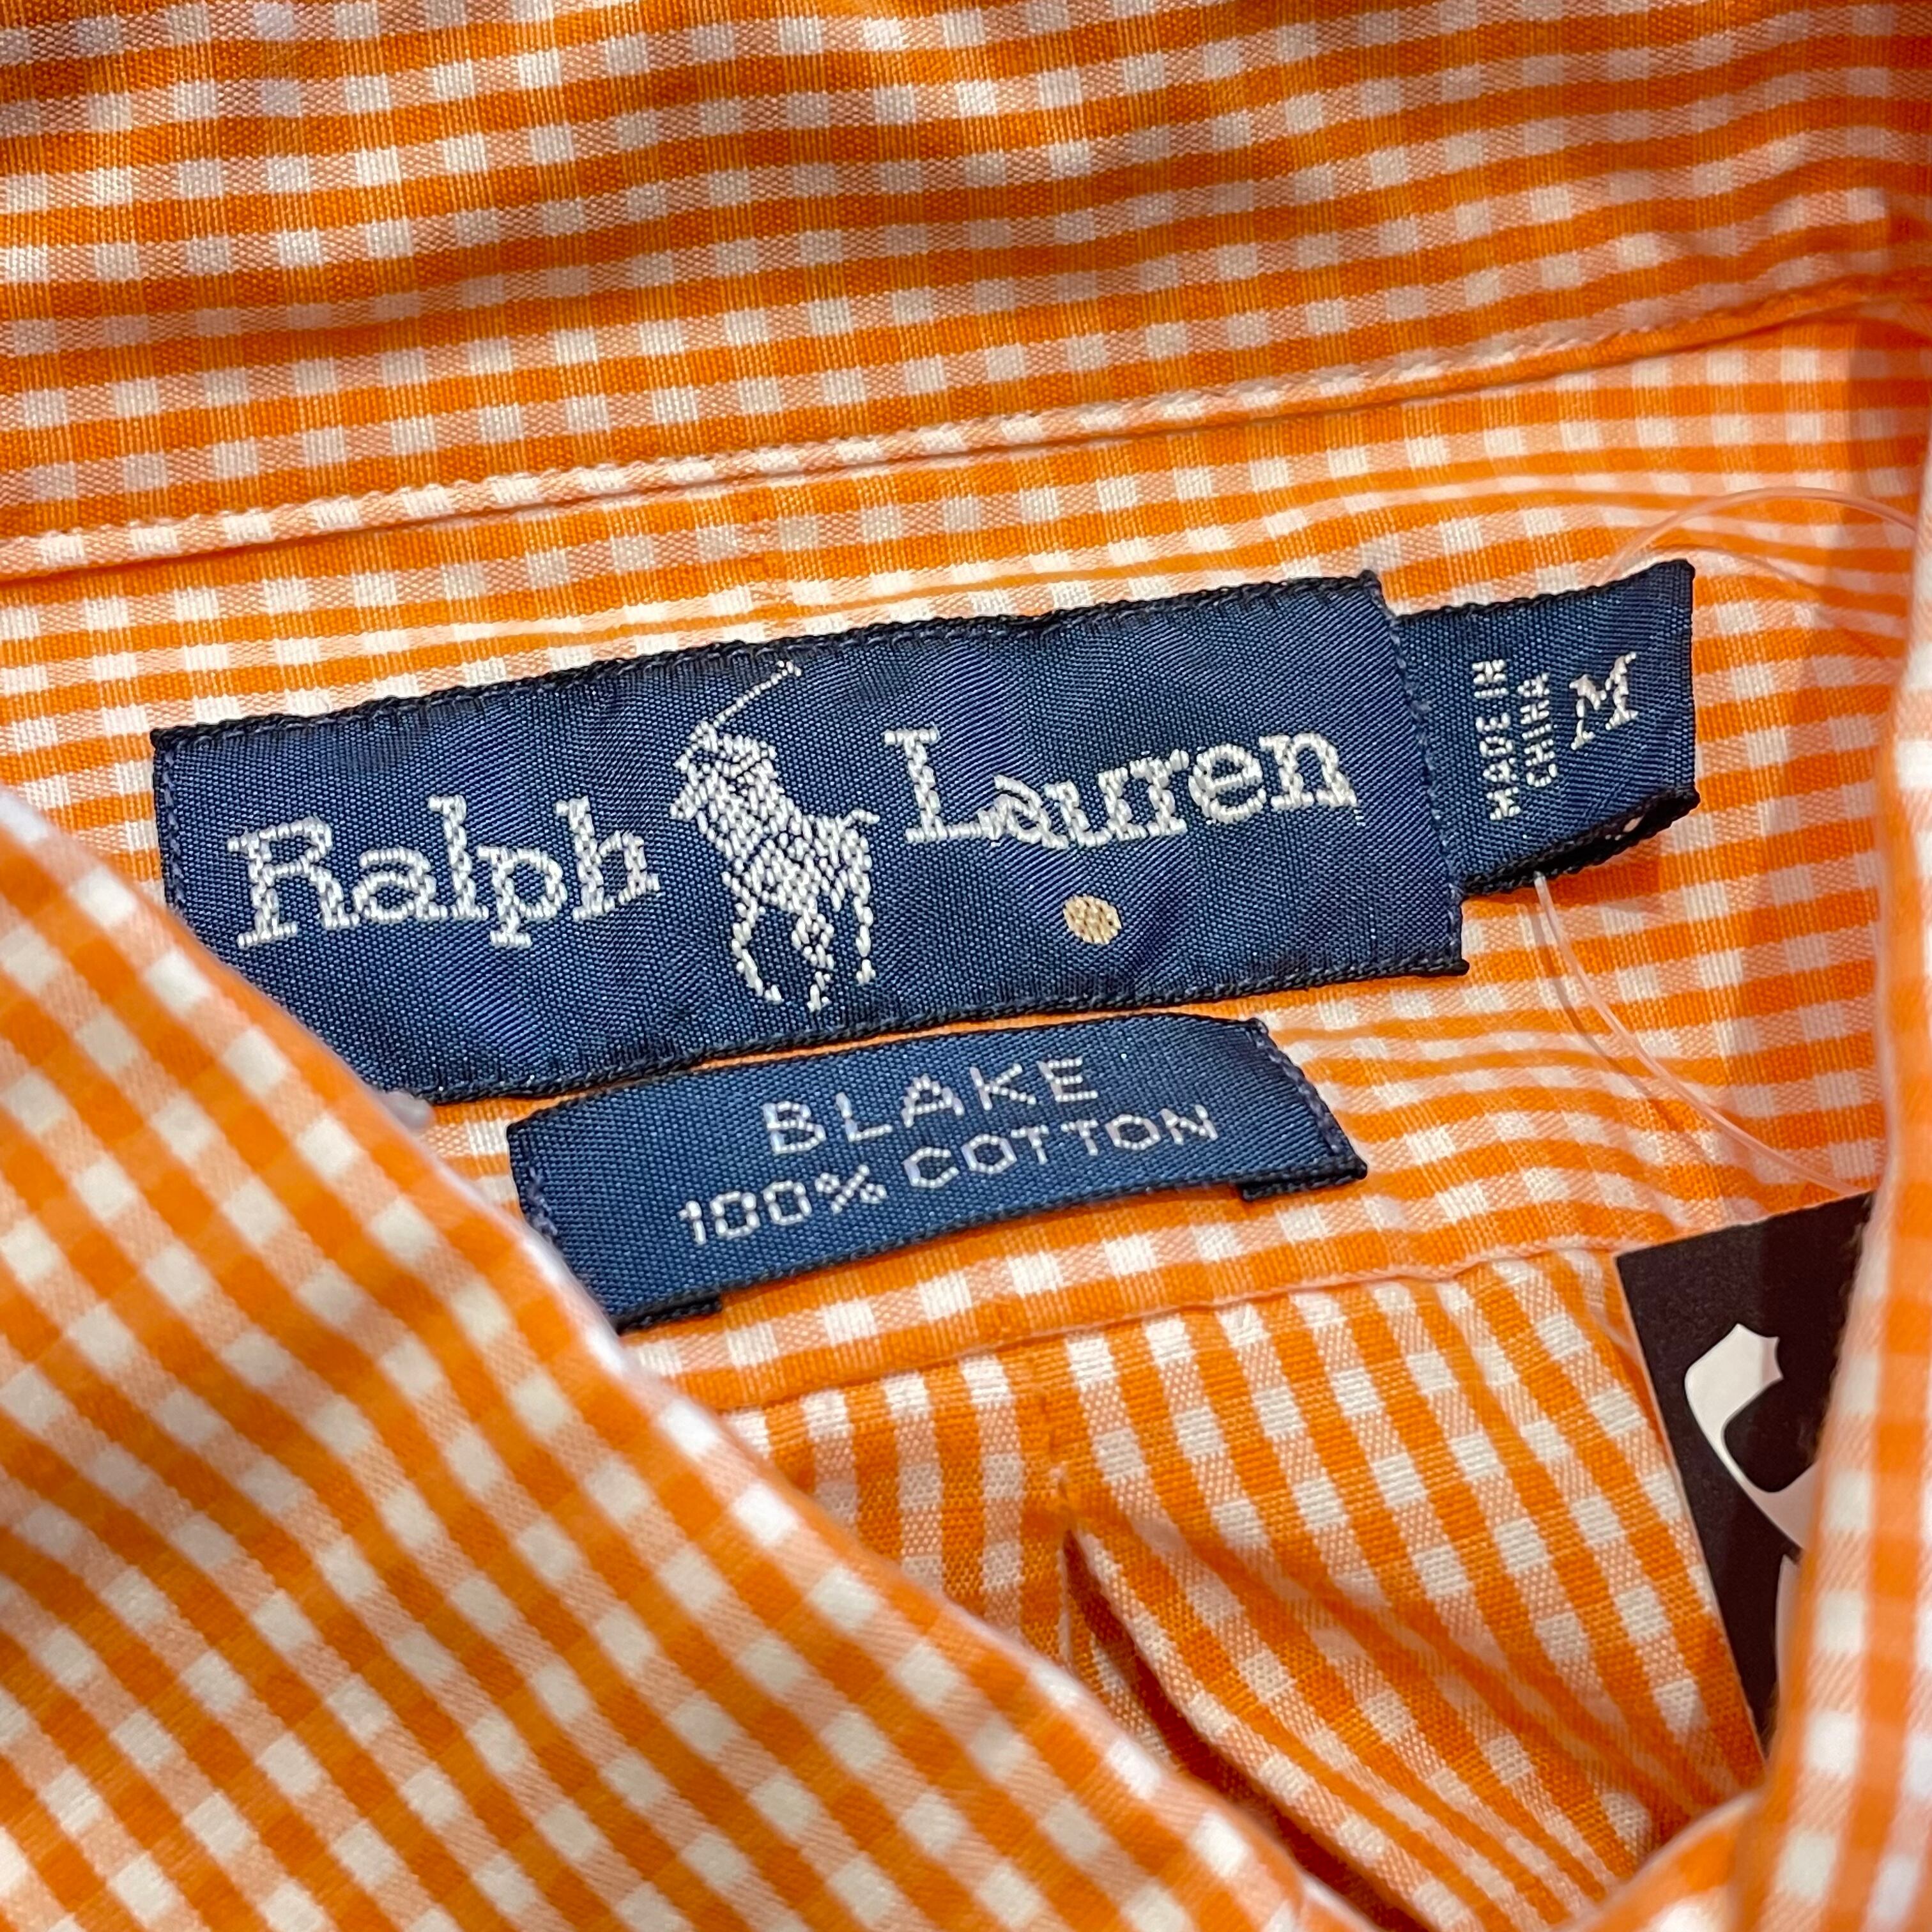 Ralph Lauren
MADE IN
CHINA
M
BLAKE
100% COTTON